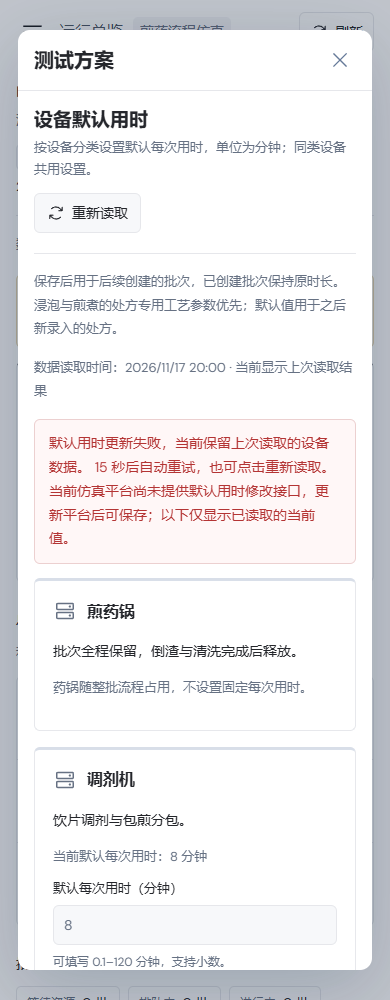 运行总览 煎药流程仿真 刷新
测试方案
设备默认用时
按设备分类设置默认每次用时，单位为分钟；同类设备
共用设置。
重新读取
保存后用于后续创建的批次，已创建批次保持原时长。
浸泡与煎煮的处方专用工艺参数优先；默认值用于之后
新录入的处方。
数据读取时间：2026/11/17 20:00 · 当前显示上次读取结
果
默认用时更新失败，当前保留上次读取的设备
数据。 15 秒后自动重试，也可点击重新读取。
当前仿真平台尚未提供默认用时修改接口，更
新平台后可保存；以下仅显示已读取的当前
值。
煎药锅
批次全程保留，倒渣与清洗完成后释放。
药锅随整批流程占用，不设置固定每次用时。
调剂机
饮片调剂与包煎分包。
当前默认每次用时：8 分钟
默认每次用时（分钟）
8
可填写 0.1–120 分钟，支持小数。